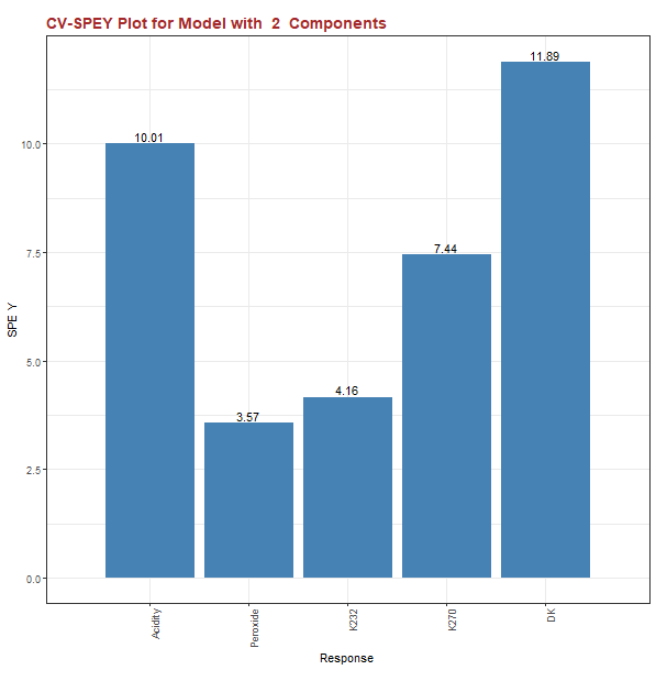 CV-SPEY Plot for Model with  2  Components
11.89
10.01
10.0
7.5
7.44
SPE Y
5.0
4.16
3.57
2.5
0.0
Acidity
Peroxide
K232
K270
DK
Response